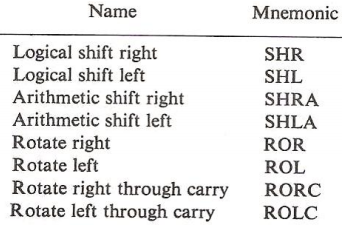 Name Mnemonic
Logical shift right SHR
Logical shift left SHL
Arithmetic shift right SHRA
Arithmetic shift left SHLA
Rotate right ROR
Rotate left ROL
Rotate right through carry RORC
Rotate left through carry ROLC